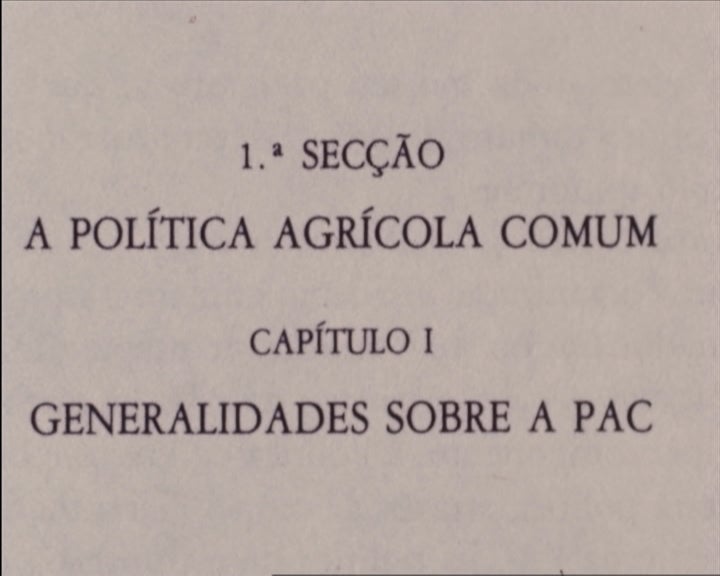 1.ª SECÇÃO
A POLÍTICA AGRÍCOLA COMUM
CAPÍTULO I
GENERALIDADES SOBRE A PAC